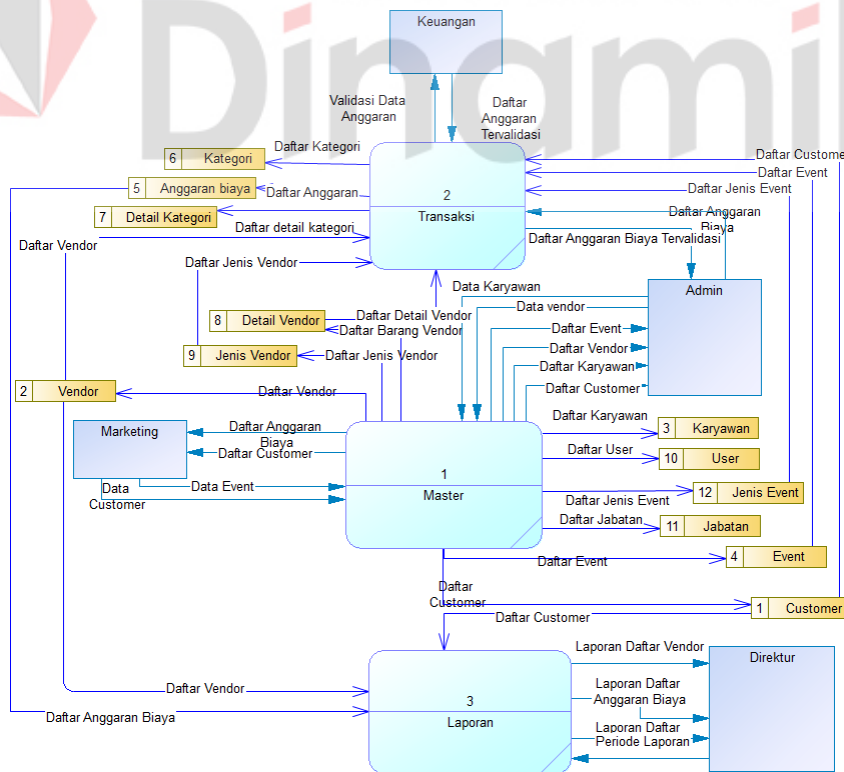 Dinami
Keuangan
Validasi Data
Anggaran
Daftar
Anggaran
Tervalidasi
Daftar Kategori
6 Kategori
5 Anggaran biaya
Daftar Anggaran
7 Detail Kategori
Daftar detail kategori
Daftar Vendor
Daftar Jenis Vendor
2
Transaksi
Daftar Custome
Daftar Event
Daftar Jenis Event
Daftar Anggaran
Biaya
Daftar Anggaran Biaya Tervalidasi
Admin
Data Karyawan
Data vendor
Daftar Event
Daftar Vendor
Daftar Karyawan
Daftar Customer
8 Detail Vendor
Daftar Detail Vendor
Daftar Barang Vendor
9 Jenis Vendor
Daftar Jenis Vendor
2 Vendor
Daftar Vendor
Marketing
Daftar Anggaran
Biaya
Daftar Customer
Data Event
Data
Customer
1
Master
Daftar Karyawan
3 Karyawan
Daftar User
10 User
12 Jenis Event
Daftar Jenis Event
Daftar Jabatan
11 Jabatan
4 Event
Daftar Event
Daftar
Customer
1 Customer
Daftar Customer
3
Laporan
Daftar Vendor
Daftar Anggaran Biaya
Laporan Daftar Vendor
Laporan Daftar
Anggaran Biaya
Laporan Daftar
Periode Laporan
Direktur